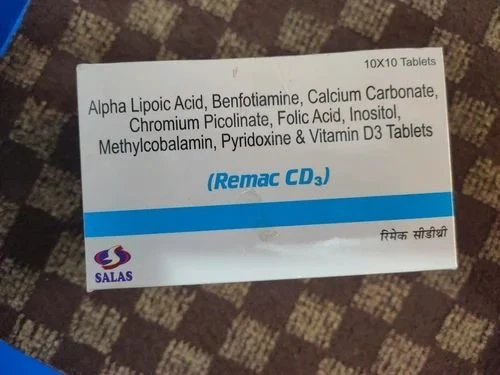 10X10 Tablets
Alpha Lipoic Acid, Benfotiamine, Calcium Carbonate,
Chromium Picolinate, Folic Acid, Inositol,
Methylcobalamin, Pyridoxine & Vitamin D3 Tablets
(Remac CD₃)
रिमेक सीडीथ्री
SALAS